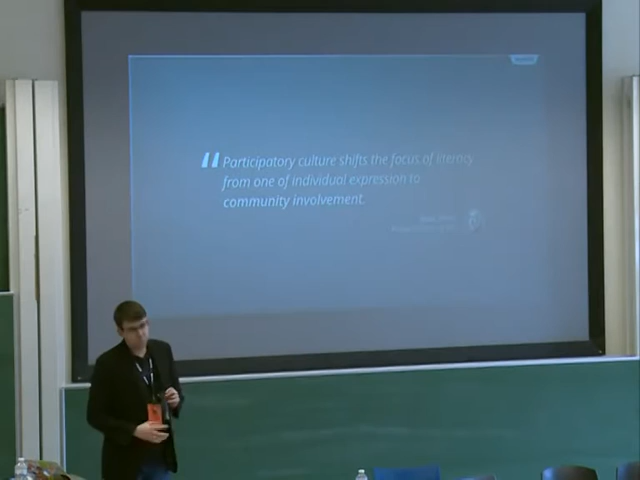 Participatory culture shifts the focus of literacy
from one of individual expression to
community involvement.